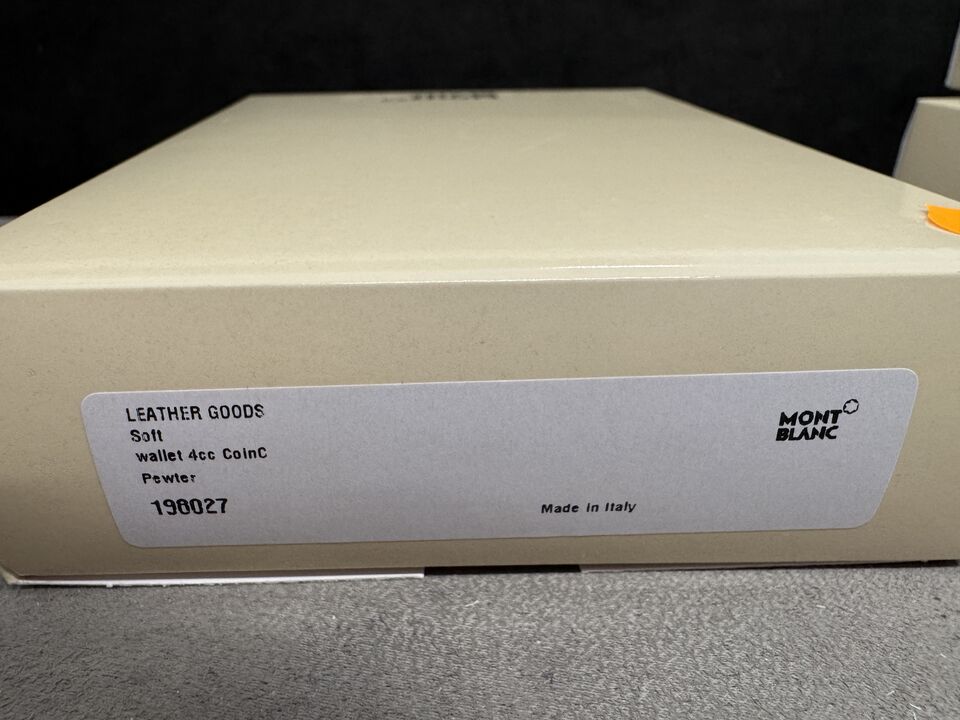 LEATHER GOODS
Soft
wallet 4cc CoinC
Pewter
198027
Made in Italy
MONT
BLANC